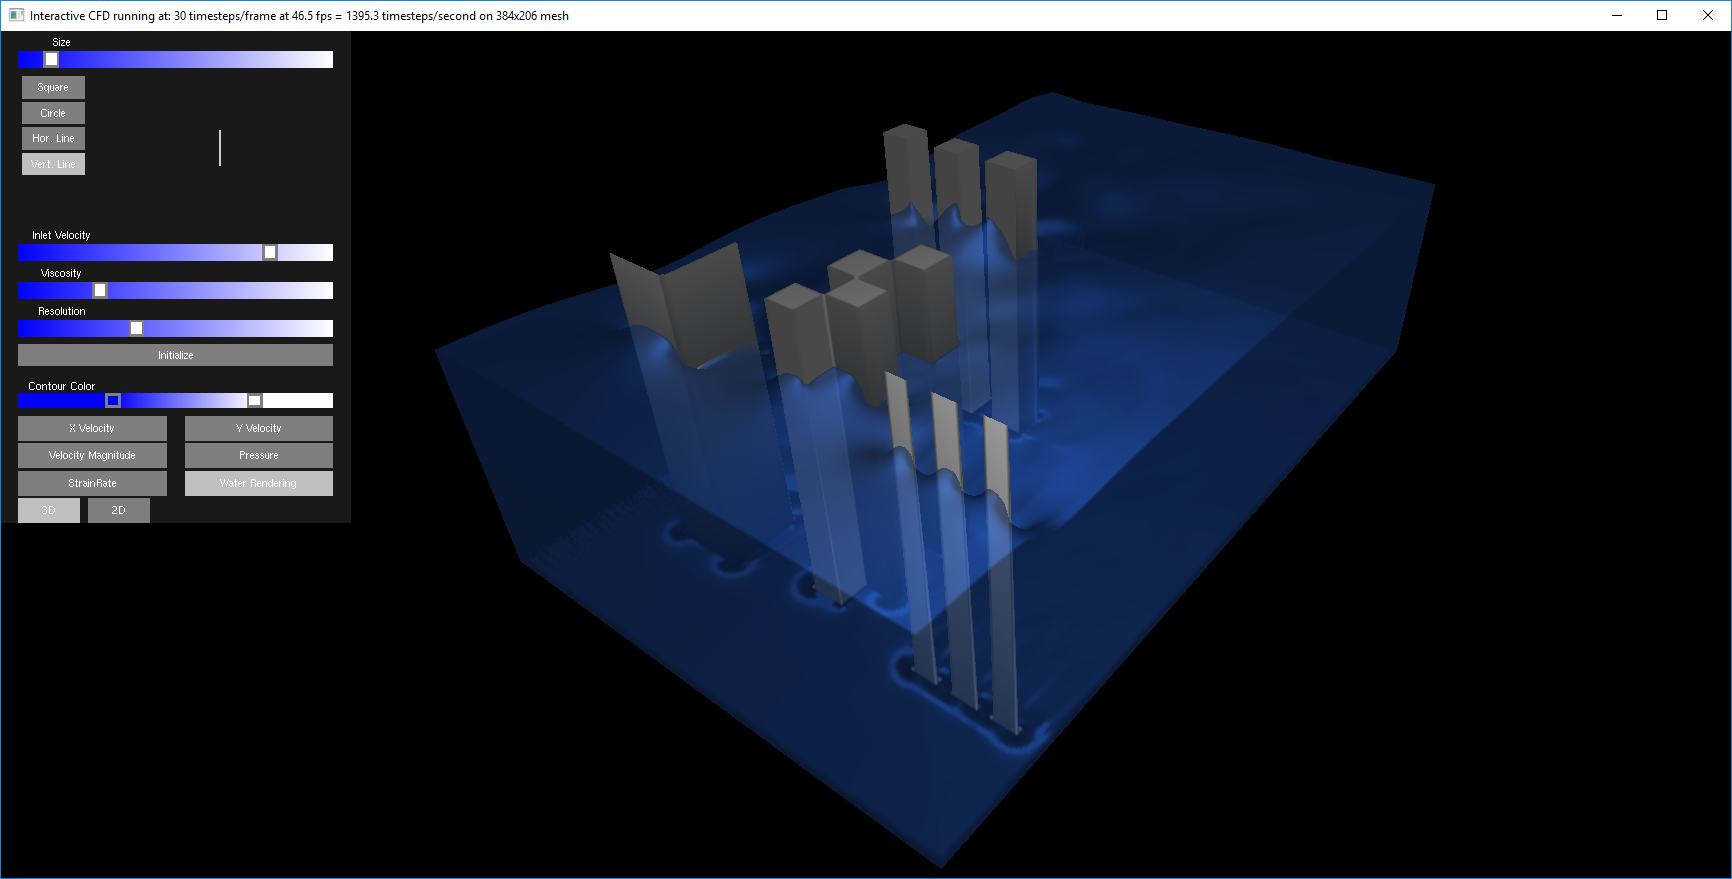 Interactive CFD running at: 30 timesteps/frame at 46.5 fps = 1395.3 timesteps/second on 384x206 mesh
Size
Square
Circle
Hor. Line
Vert. Line
Inlet Velocity
Viscosity
Resolution
Initialize
Contour Color
X Velocity
Y Velocity
Velocity Magnitude
Pressure
StrainRate
Water Rendering
3D
2D